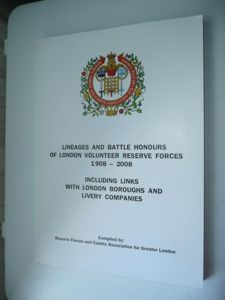 LINEAGES AND BATTLE HONOURS
OF LONDON VOLUNTEER RESERVE FORCES
1908 - 2008
INCLUDING LINKS
WITH LONDON BOROUGHS AND
LIVERY COMPANIES
Compiled by:
Reserve Forces and Cadets Association for Greater London